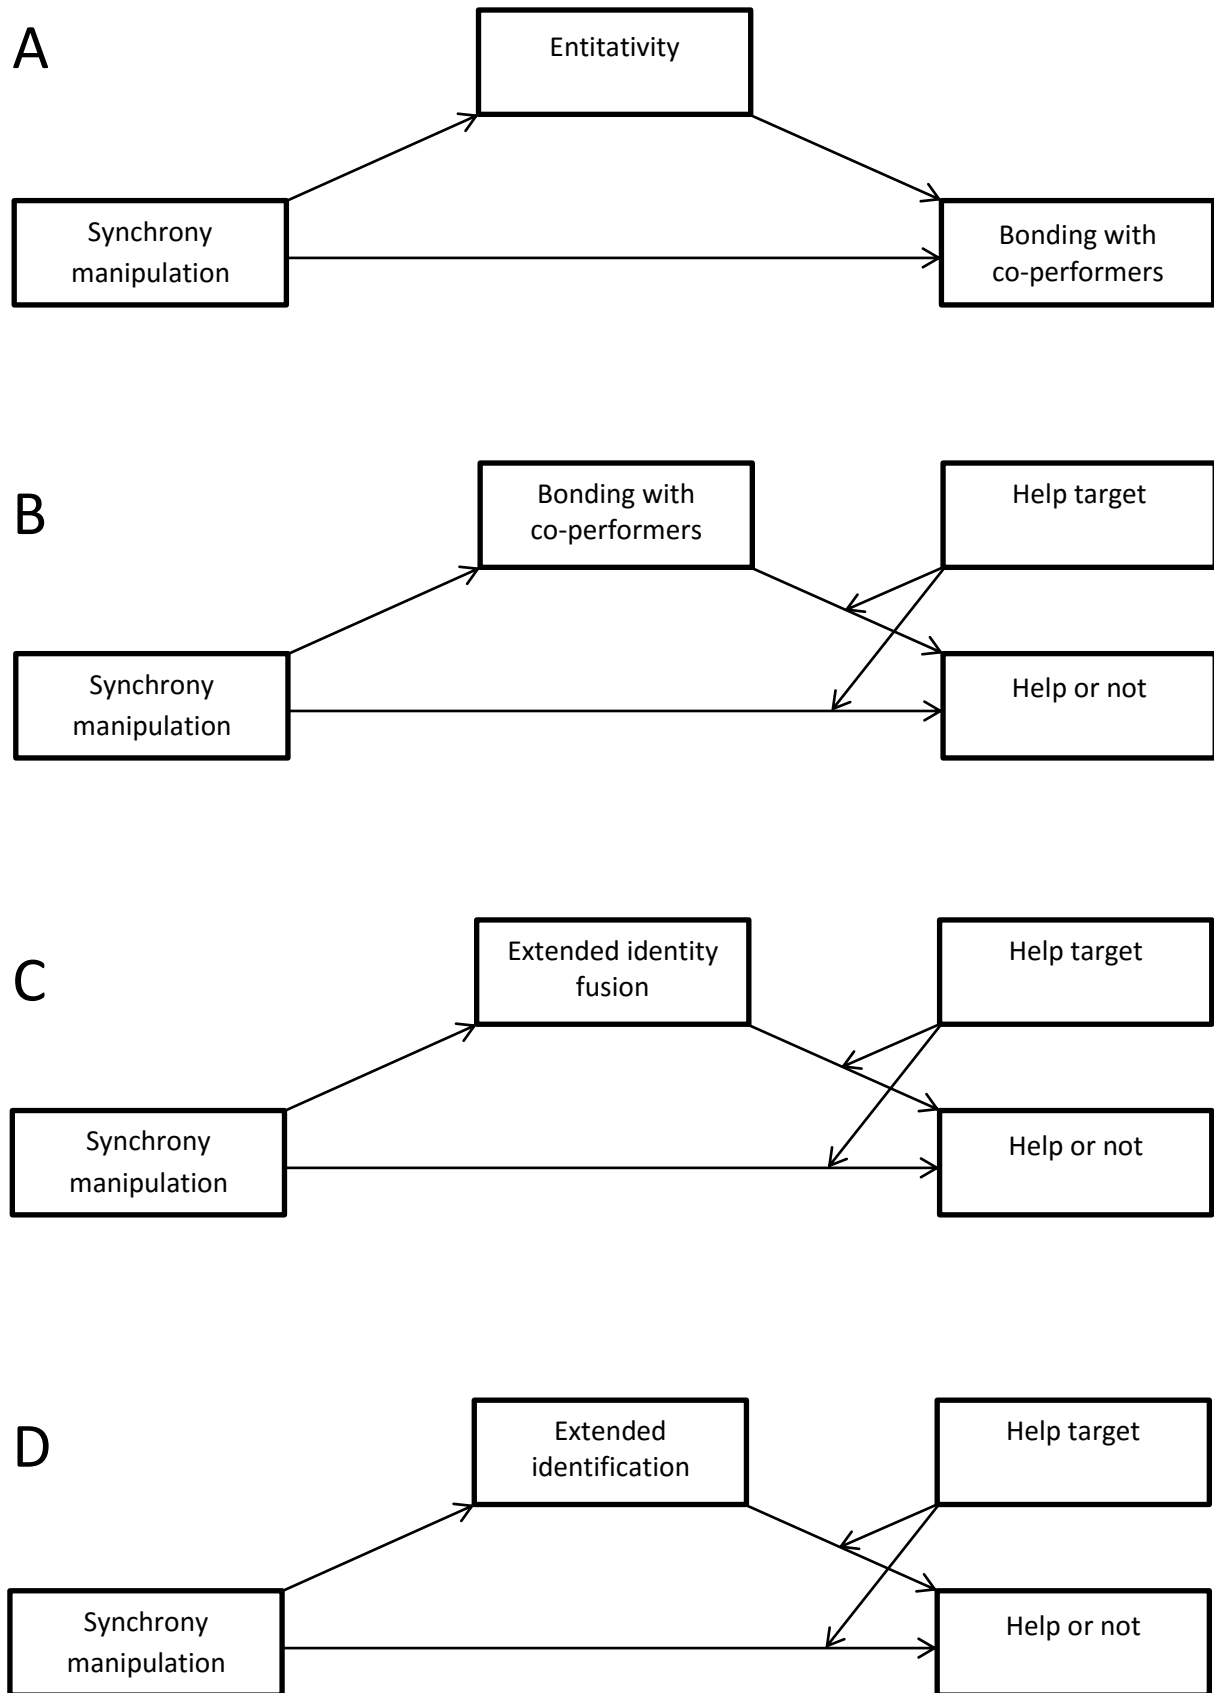 A
Entitativity
Synchrony
manipulation
Bonding with
co-performers
B
Bonding with
co-performers
Help target
Synchrony
manipulation
Help or not
C
Extended identity
fusion
Help target
Synchrony
manipulation
Help or not
D
Extended
identification
Help target
Synchrony
manipulation
Help or not